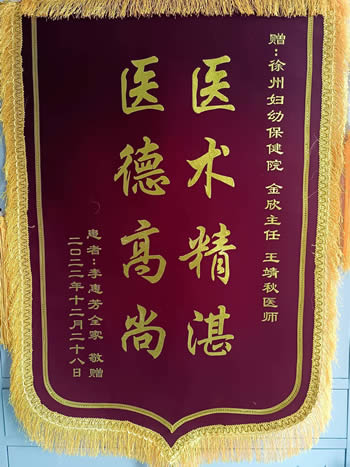 赠:徐州妇幼保健院 金欣主任 王靖秋医师
医术精湛
医德高尚
患者:李惠芳全家 敬赠
二〇二二年十二月二十八日